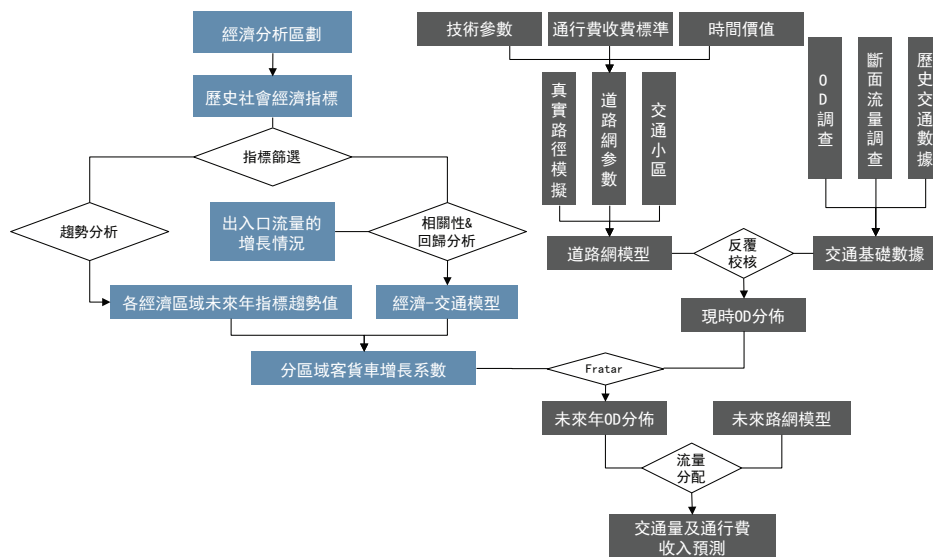 經濟分析區劃
歷史社會經濟指標
指標篩選
趨勢分析
出入口流量的
增長情況
相關性&
回歸分析
各經濟區域未來年指標趨勢值
經濟-交通模型
分區域客貨車增長系數
技術參數
通行費收費標準
時間價值
真實路徑模擬
道路網參數
交通小區
OD調查
斷面流量調查
歷史交通數據
道路網模型
反覆
校核
交通基礎數據
現時OD分佈
Fratar
未來年OD分佈
未來路網模型
流量
分配
交通量及通行費
收入預測